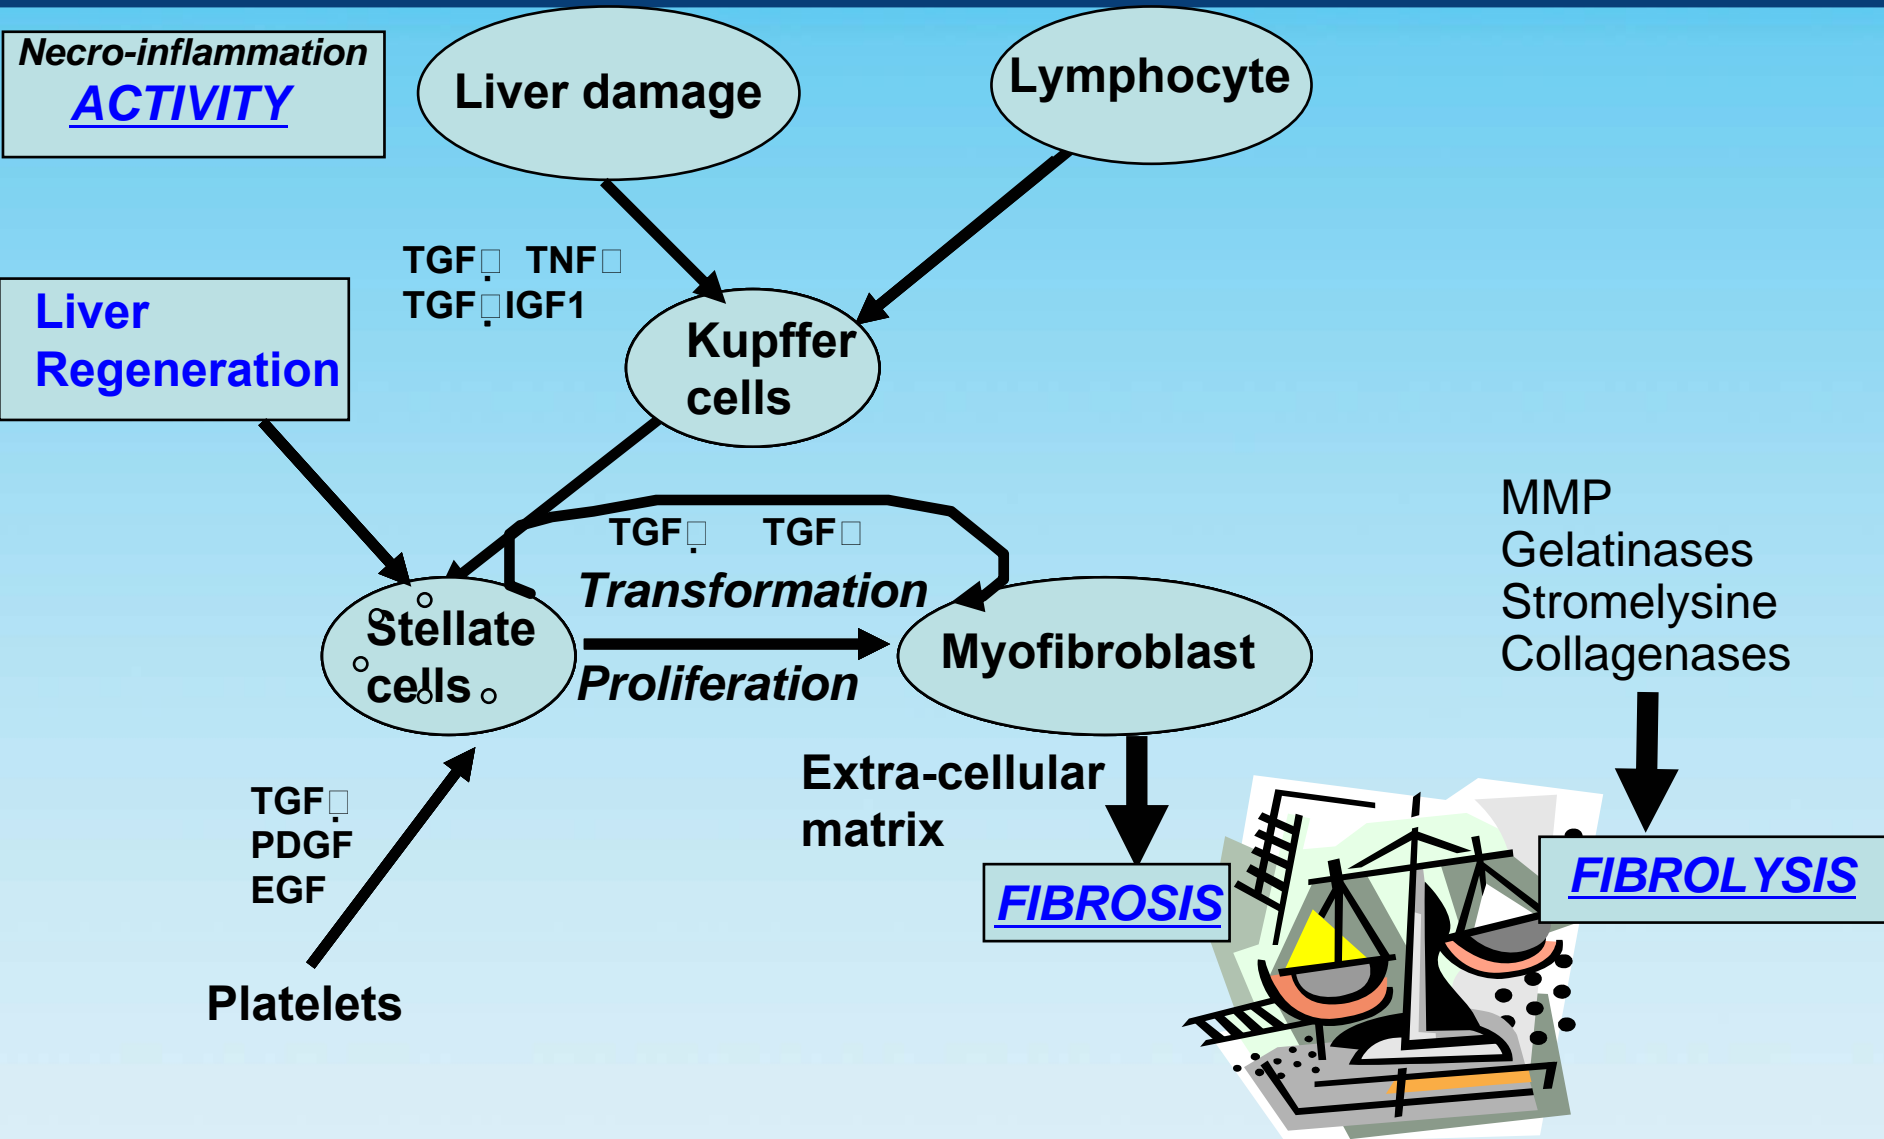 Necro-inflammation
ACTIVITY
Liver damage
Lymphocyte
TGF□ TNF□
TGF□IGF1
Liver
Regeneration
Kupffer
cells
TGF□ TGF□
Transformation
Stellate
cells
Proliferation
Myofibroblast
MMP
Gelatinases
Stromelysine
Collagenases
Extra-cellular
matrix
TGF□
PDGF
EGF
FIBROSIS
FIBROLYSIS
Platelets